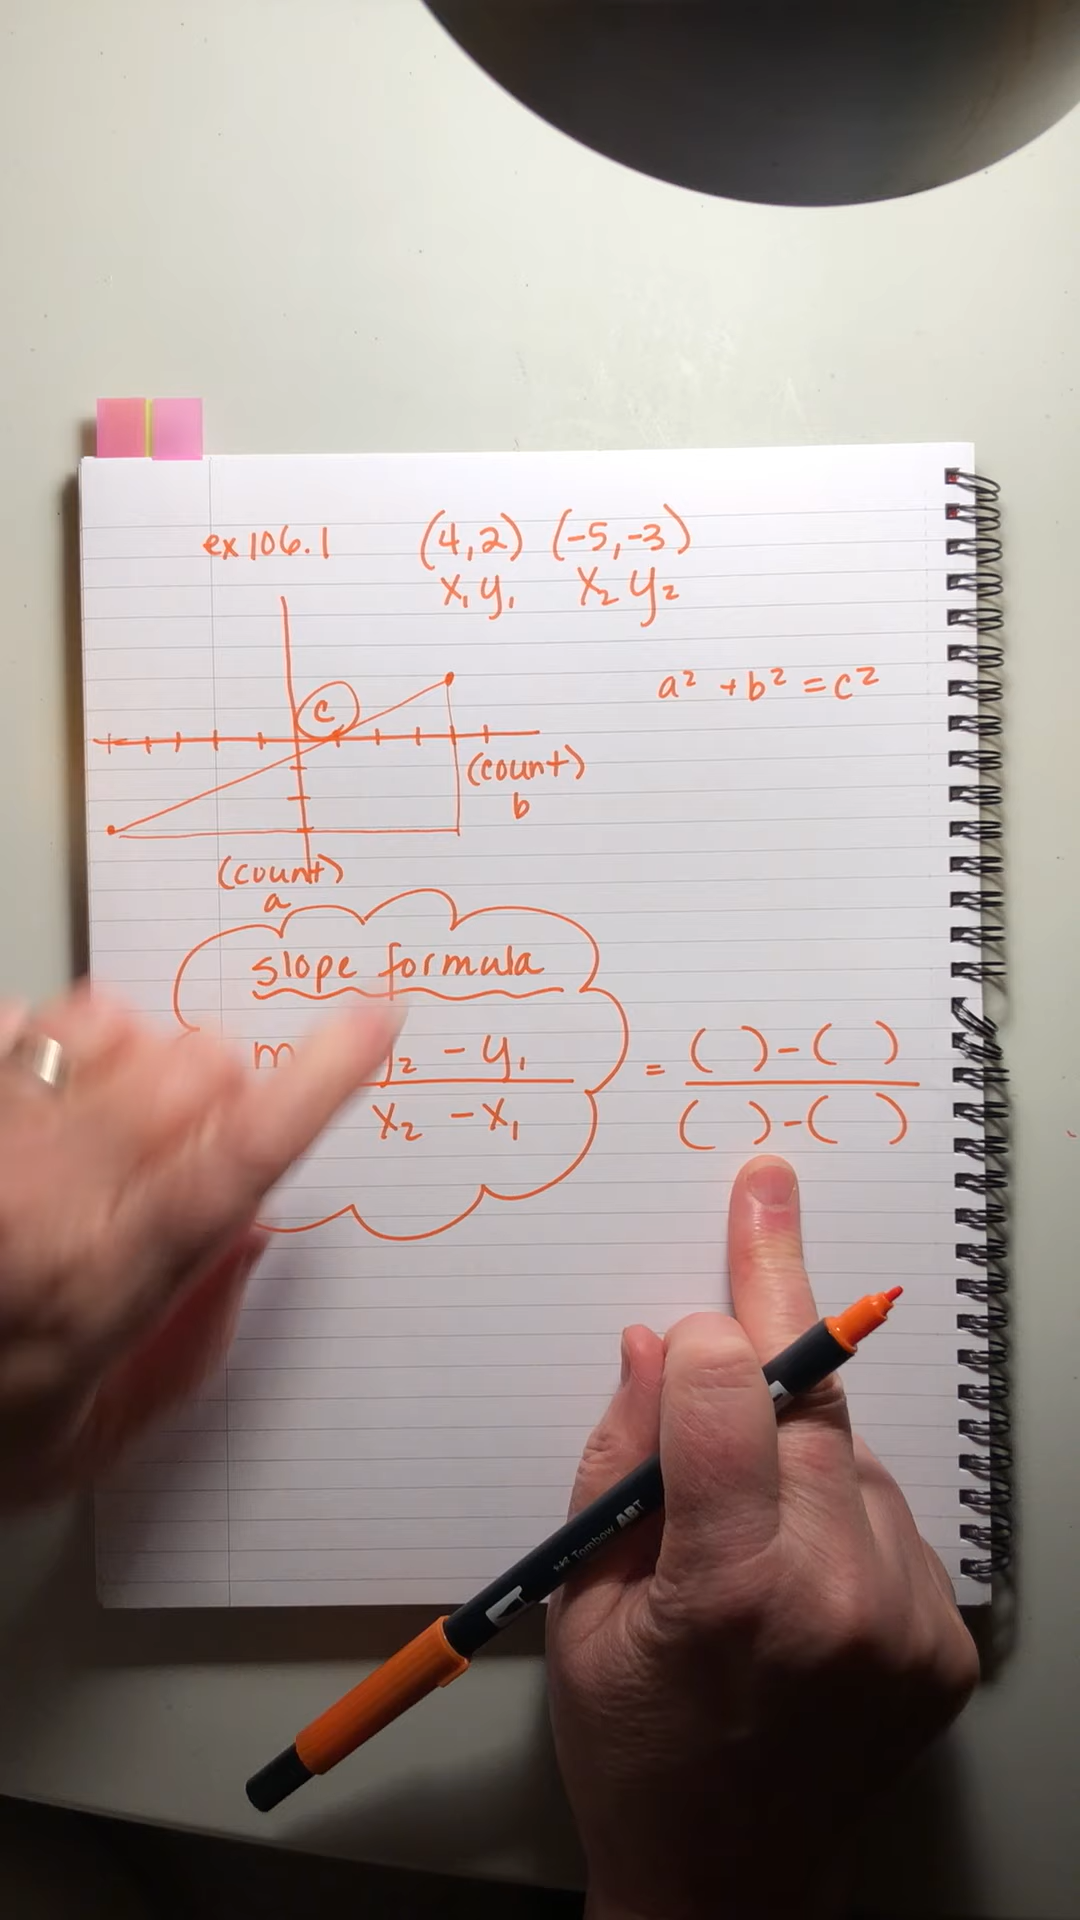 ex 106.1 (4,2) (-5,-3)
x₁ y₁ x₂ y₂
a² + b² = c²
c
(count)
b
(count)
a
slope formula
m y₂ - y₁ = ( ) - ( )
x₂ - x₁ ( ) - ( )
Tombow ABT